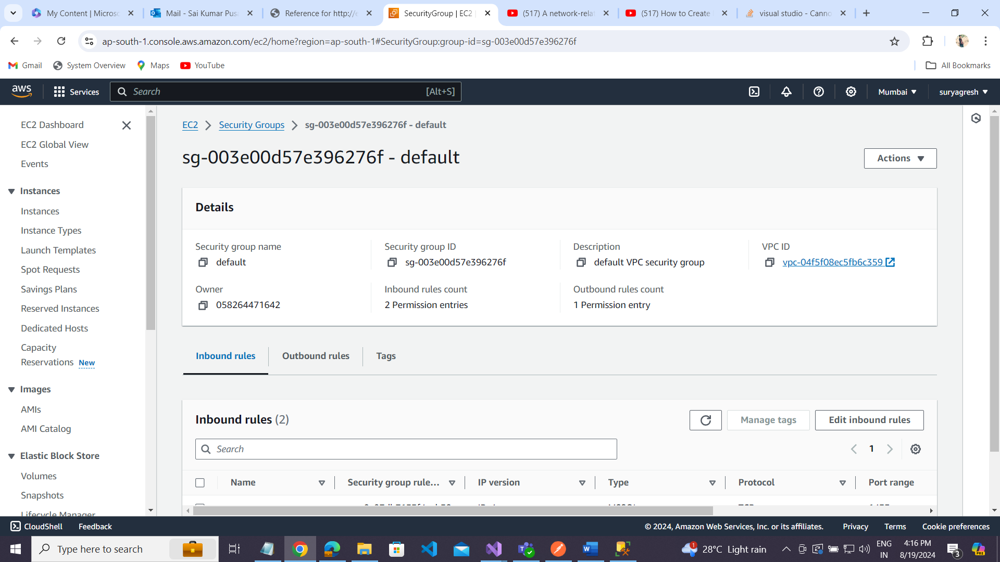 My Content | Microsc
Mail - Sai Kumar Pusa
Reference for http://e
SecurityGroup | EC2 |
(517) A network-relat
(517) How to Create
visual studio - Canno
ap-south-1.console.aws.amazon.com/ec2/home?region=ap-south-1#SecurityGroup:group-id=sg-003e00d57e396276f
Gmail
System Overview
Maps
YouTube
All Bookmarks
aws
Services
Search
[Alt+S]
Mumbai
suryagresh
EC2 Dashboard
EC2 Global View
Events
Instances
Instances
Instance Types
Launch Templates
Spot Requests
Savings Plans
Reserved Instances
Dedicated Hosts
Capacity
Reservations New
Images
AMIs
AMI Catalog
Elastic Block Store
Volumes
Snapshots
Lifecycle Manager
EC2
Security Groups
sg-003e00d57e396276f - default
sg-003e00d57e396276f - default
Actions
Details
Security group name
default
Security group ID
sg-003e00d57e396276f
Description
default VPC security group
VPC ID
vpc-04f5f08ec5fb6c359
Owner
058264471642
Inbound rules count
2 Permission entries
Outbound rules count
1 Permission entry
Inbound rules
Outbound rules
Tags
Inbound rules (2)
Manage tags
Edit inbound rules
Search
1
Name
Security group rule...
IP version
Type
Protocol
Port range
CloudShell
Feedback
© 2024, Amazon Web Services, Inc. or its affiliates.
Privacy
Terms
Cookie preferences
Type here to search
1
28°C Light rain
ENG
IN
4:16 PM
8/19/2024
3
PRE